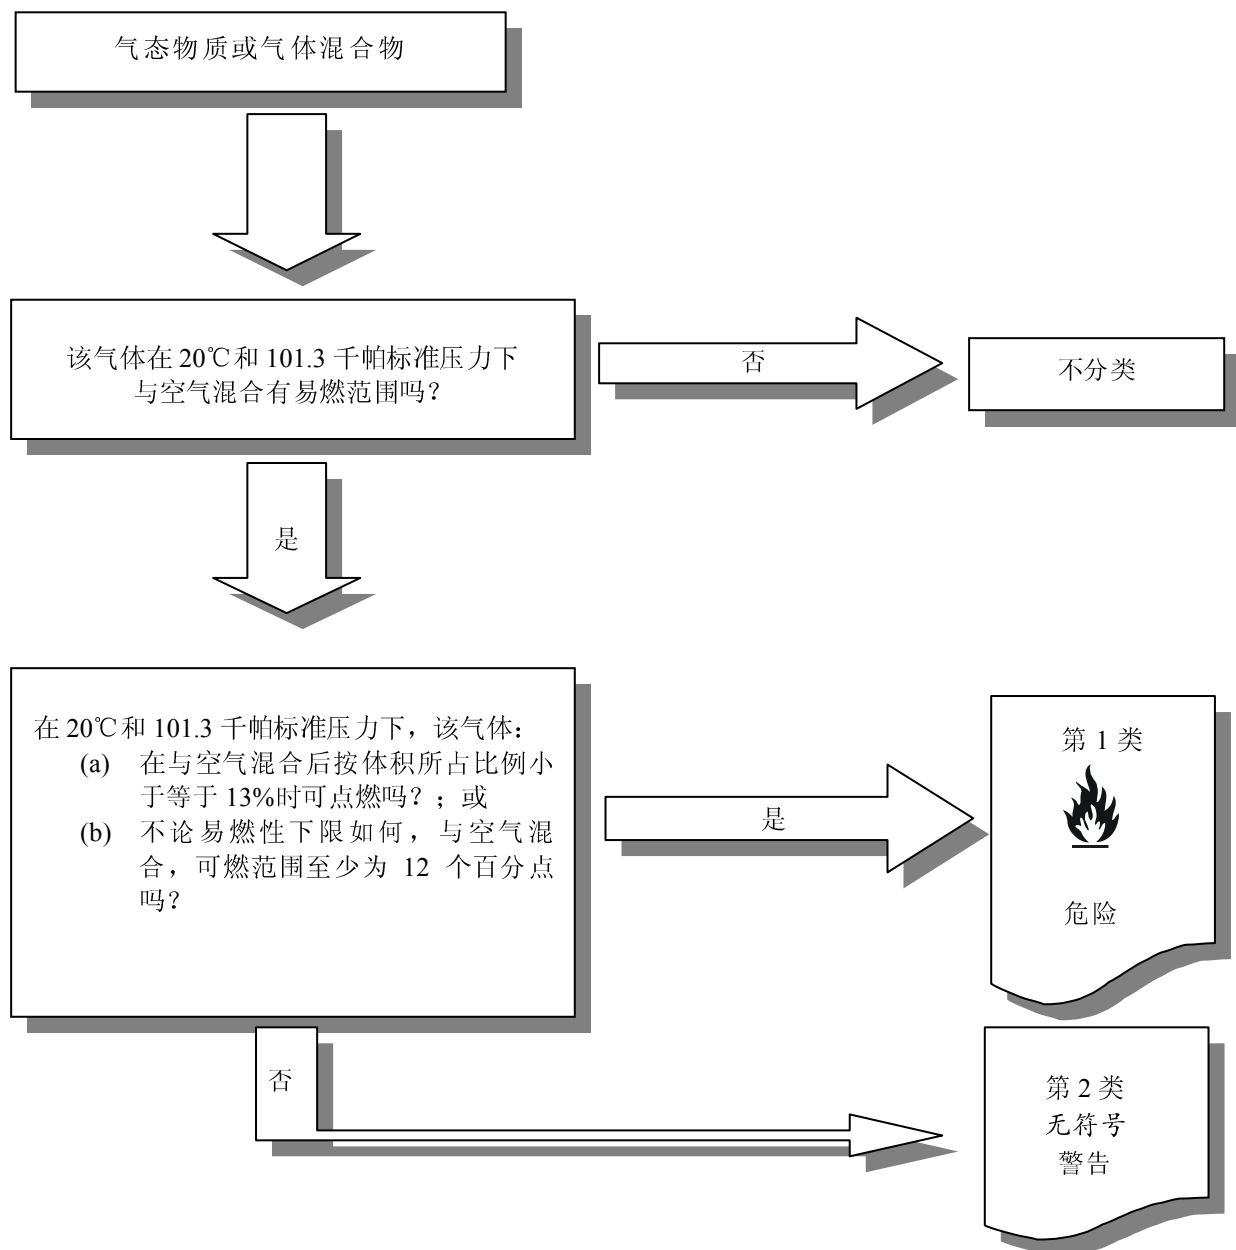 气态物质或气体混合物
该气体在 20℃和 101.3 千帕标准压力下
与空气混合有易燃范围吗?
否
不分类
是
在 20℃和 101.3 千帕标准压力下，该气体：
(a) 在与空气混合后按体积所占比例小
于等于 13%时可点燃吗?；或
(b) 不论易燃性下限如何，与空气混
合，可燃范围至少为 12 个百分点
吗?
是
第 1 类
危险
否
第 2 类
无符号
警告